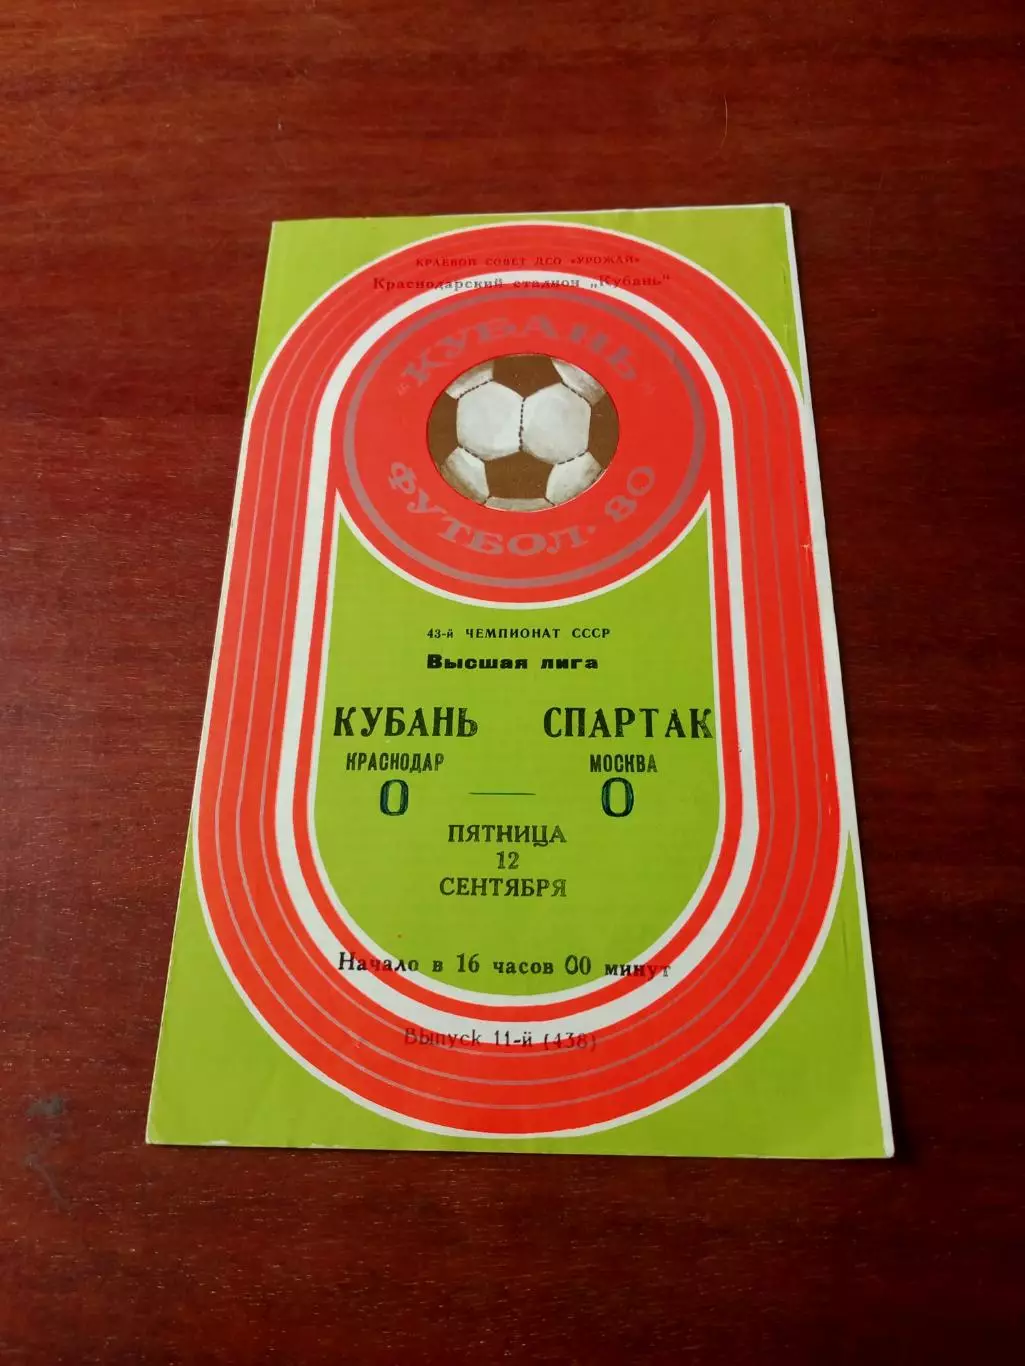 КРАЕВОЙ СОВЕТ ДСО «УРОЖАЙ»
Краснодарский стадион „Кубань"
«КУБАНЬ»
ФУТБОЛ · 80
43-й ЧЕМПИОНАТ СССР
Высшая лига
КУБАНЬ СПАРТАК
КРАСНОДАР МОСКВА
0 — 0
ПЯТНИЦА
12
СЕНТЯБРЯ
Начало в 16 часов 00 минут
Выпуск 11-й (438)